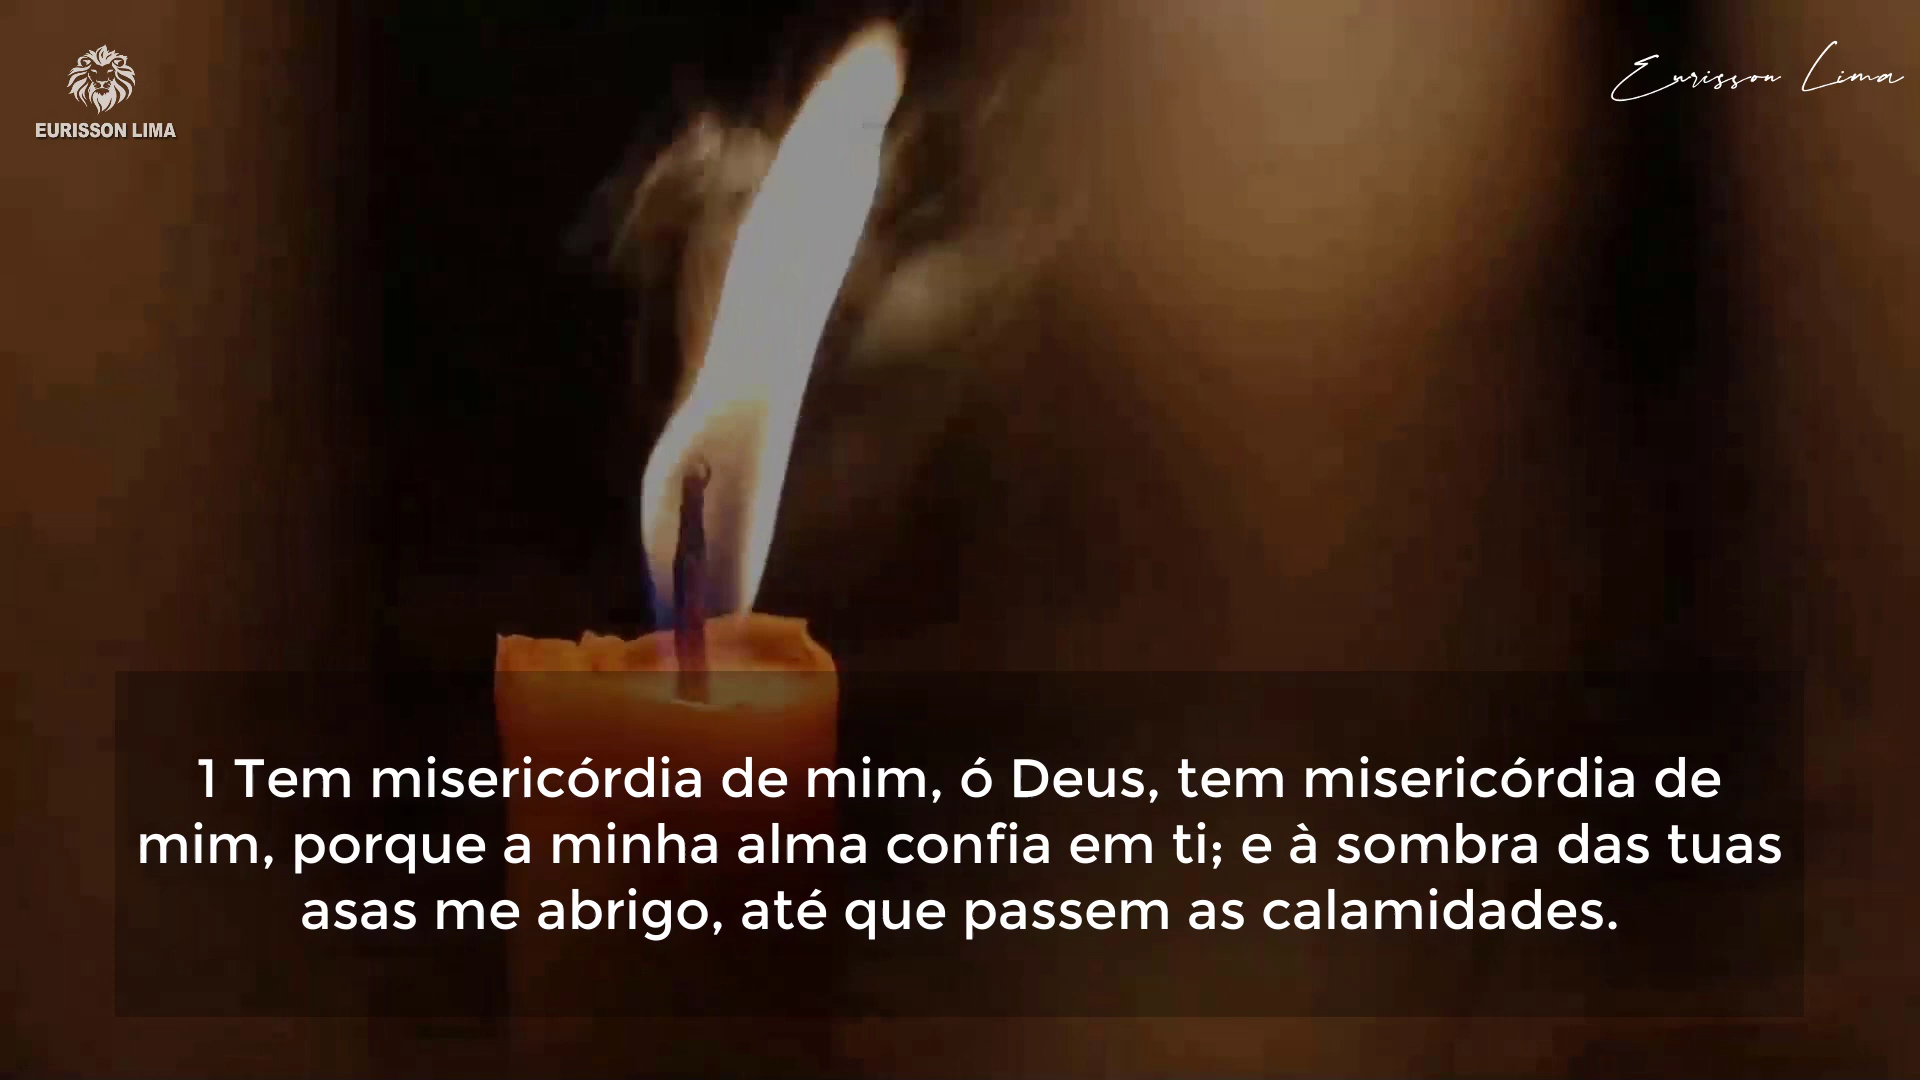 EURISSON LIMA
Eurisson Lima
1 Tem misericórdia de mim, ó Deus, tem misericórdia de
mim, porque a minha alma confia em ti; e à sombra das tuas
asas me abrigo, até que passem as calamidades.